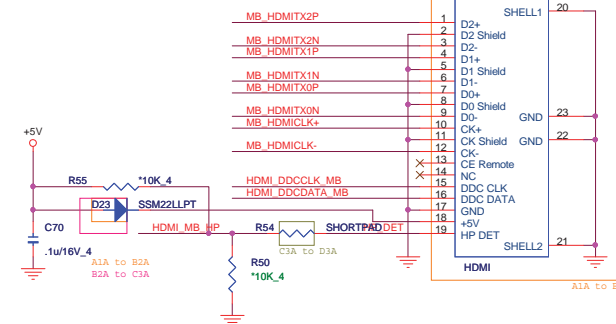 SHELL1 20
MB_HDMITX2P 1 D2+
2 D2 Shield
MB_HDMITX2N 3 D2-
MB_HDMITX1P 4 D1+
5 D1 Shield
MB_HDMITX1N 6 D1-
MB_HDMITX0P 7 D0+
8 D0 Shield
MB_HDMITX0N 9 D0- GND 23
MB_HDMICLK+ 10 CK+
11 CK Shield GND 22
MB_HDMICLK- 12 CK-
13 CE Remote
14 NC
HDMI_DDCCLK_MB 15 DDC CLK
HDMI_DDCDATA_MB 16 DDC DATA
17 GND
18 +5V
19 HP DET
SHELL2 21
HDMI
+5V
R55 *10K_4
D23 SSM22LLPT
C70
.1u/16V_4
HDMI_MB_HP
R54 SHORTPAD
DET
C3A to D3A
A1A to B2A
B2A to C3A
R50
*10K_4
A1A to B